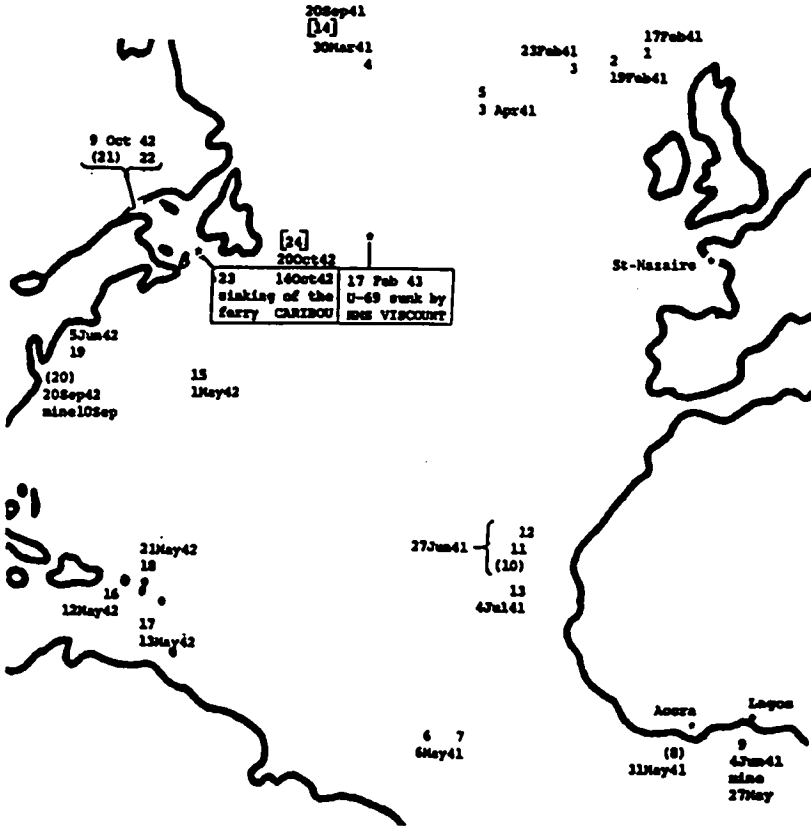 20Sep41
[14]
30Mar41
4
17Feb41
1
23Feb41
3
2
19Feb41
5
3 Apr41
9 Oct 42
(21) 22
[24]
20Oct42
St-Nazaire
23 16Oct42
sinking of the
ferry CARIBOU
17 Feb 43
U-69 sunk by
HMS VISCOUNT
5Jun42
19
(20)
20Sep42
mine10Sep
15
1May42
27Jun41
12
11
(10)
13
4Jul41
21May42
18
16
12May42
17
13May42
6 7
6May41
Accra
Lagos
(8)
31May41
9
4Jun41
mine
27May